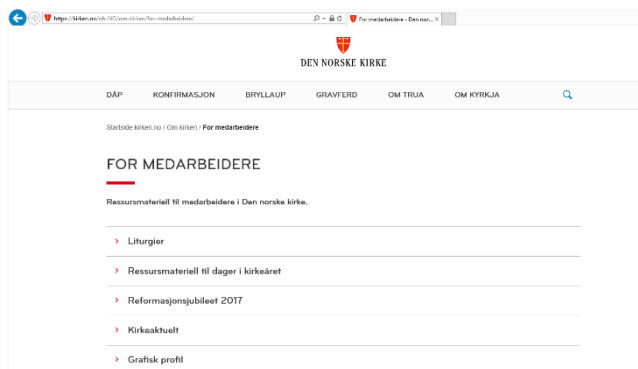 https://kirken.no/nb-NO/om-kirken/for-medarbeidere/
For medarbeidere - Den nor...
DEN NORSKE KIRKE
DÅP KONFIRMASJON BRYLLAUP GRAVFERD OM TRUA OM KYRKJA
Startside kirken.no / Om kirken / For medarbeidere
FOR MEDARBEIDERE
Ressursmateriell til medarbeidere i Den norske kirke.
Liturgier
Ressursmateriell til dager i kirkeåret
Reformasjonsjubileet 2017
Kirkeaktuelt
Grafisk profil